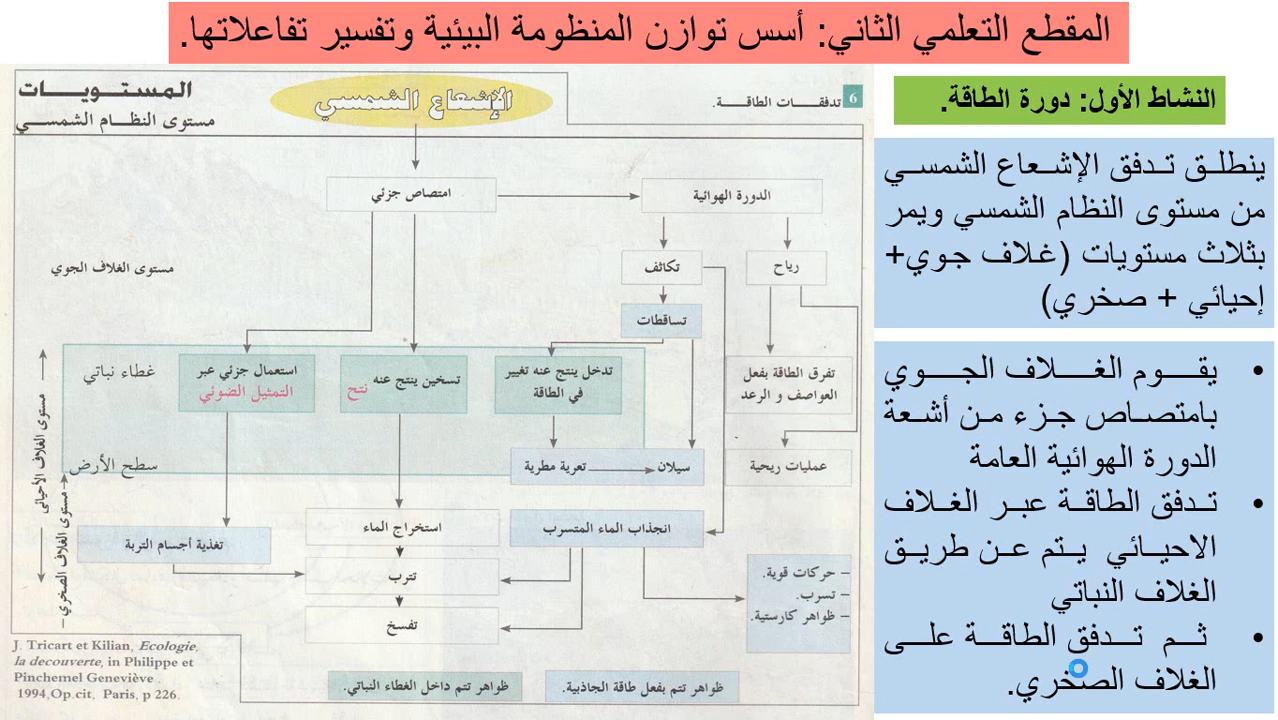 المقطع التعلمي الثاني: أسس توازن المنظومة البيئية وتفسير تفاعلاتها.
النشاط الأول: دورة الطاقة.
ينطلق تدفق الإشعاع الشمسي
من مستوى النظام الشمسي ويمر
بثلاث مستويات (غلاف جوي+
إحيائي + صخري)
• يقوم الغلاف الجوي
بامتصاص جزء من أشعة
الدورة الهوائية العامة
• تدفق الطاقة عبر الغلاف
الاحيائي يتم عن طريق
الغلاف النباتي
• ثم تدفق الطاقة على
الغلاف الصخري.
6 تدفقات الطاقة.
الإشعاع الشمسي
المستويات
مستوى النظام الشمسي
الدورة الهوائية
امتصاص جزئي
رياح
تكاثف
مستوى الغلاف الجوي
تساقطات
تفرق الطاقة بفعل
العواصف و الرعد
تدخل ينتج عنه تغيير
في الطاقة
تسخين ينتج عنه نتح
استعمال جزئي عبر
التمثيل الضوئي
غطاء نباتي
عمليات ريحية
سيلان
تعرية مطرية
سطح الأرض
مستوى الغلاف الأحيائي
مستوى الغلاف الصخري
انجذاب الماء المتسرب
استخراج الماء
تغذية أجسام التربة
تترب
تفسخ
– حركات قوية.
– تسرب.
– ظواهر كارستية.
ظواهر تتم بفعل طاقة الجاذبية.
ظواهر تتم داخل الغطاء النباتي.
J. Tricart et Kilian, Ecologie,
la decouverte, in Philippe et
Pinchemel Geneviève
1994,Op.cit, Paris, p 226.